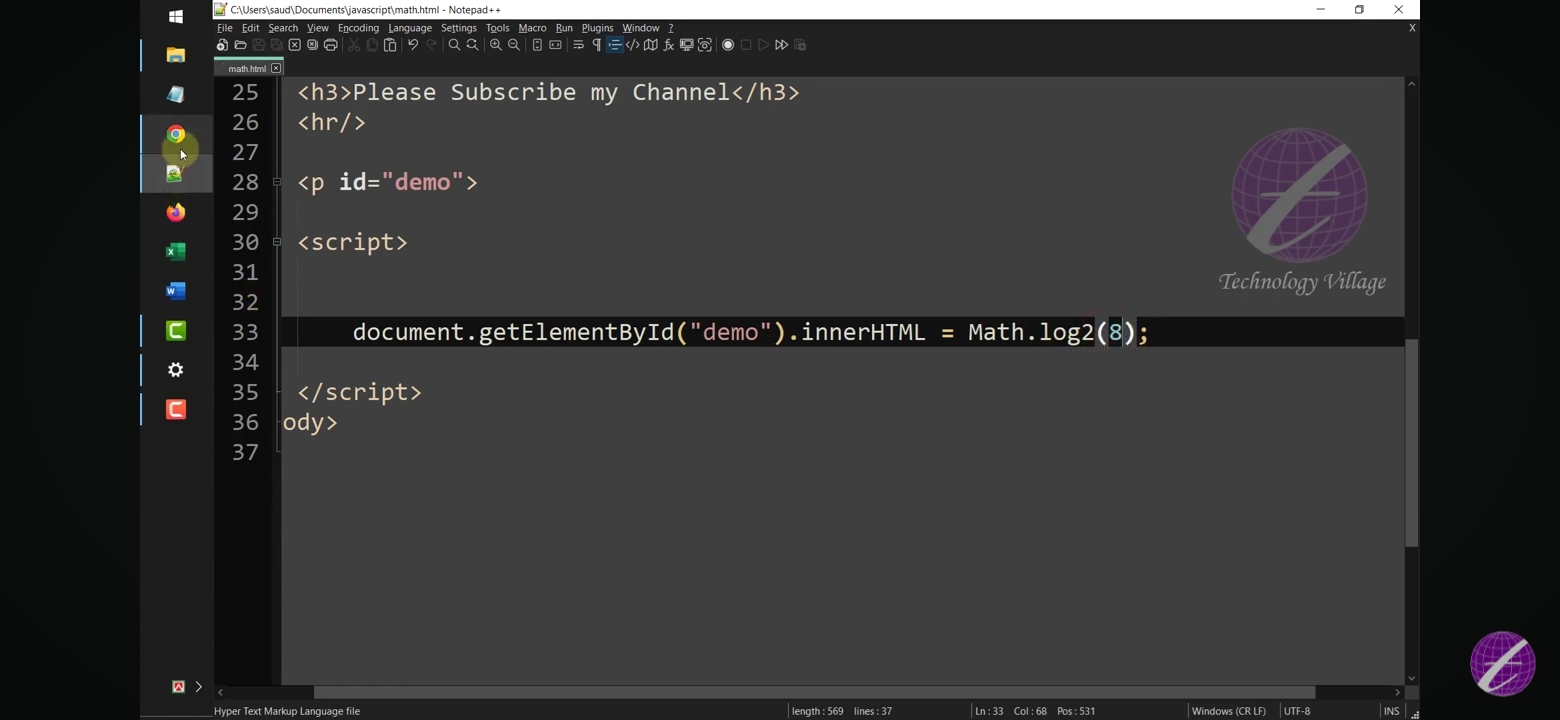 C:\Users\saud\Documents\javascript\math.html - Notepad++
File Edit Search View Encoding Language Settings Tools Macro Run Plugins Window ? X
math.html
25 <h3>Please Subscribe my Channel</h3>
26 <hr/>
27
28 <p id="demo">
29
30 <script>
31
32
33 document.getElementById("demo").innerHTML = Math.log2(8);
34
35 </script>
36 ody>
37
Technology Village
Hyper Text Markup Language file length : 569 lines : 37 Ln : 33 Col : 68 Pos : 531 Windows (CR LF) UTF-8 INS